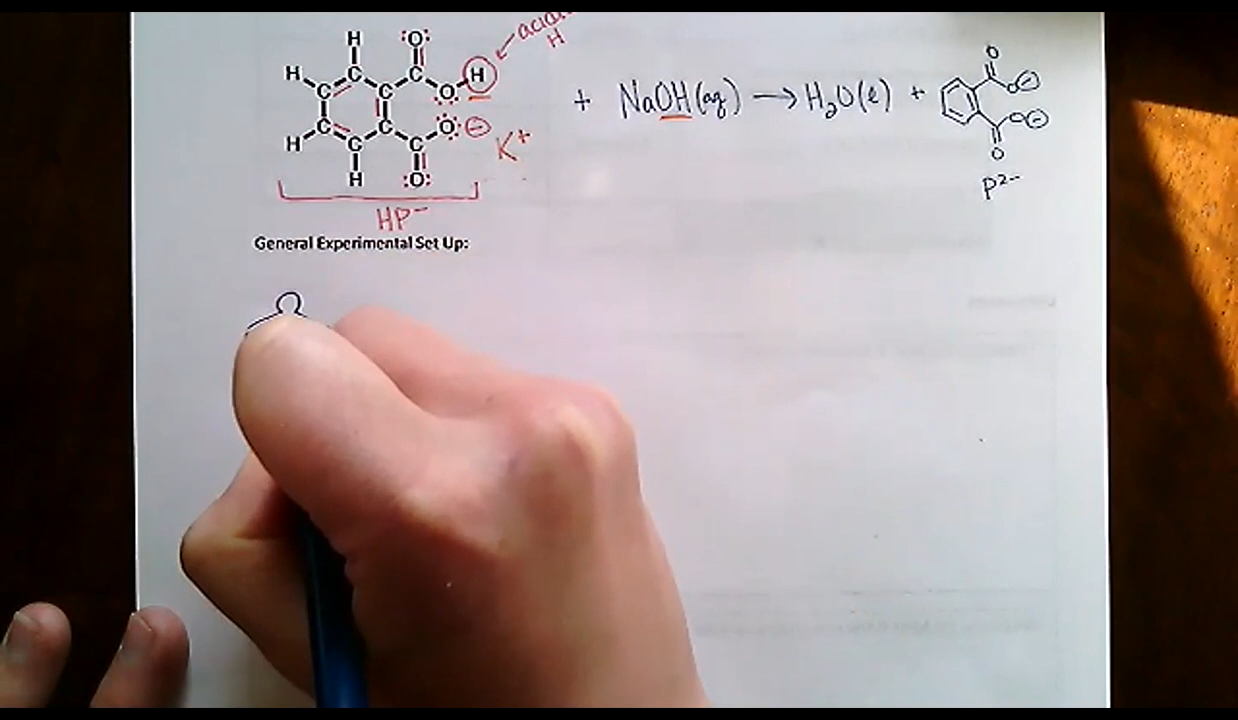 acidic
H
+ NaOH(aq) → H₂O(l) +
K⁺
HP⁻
P²⁻
General Experimental Set Up: